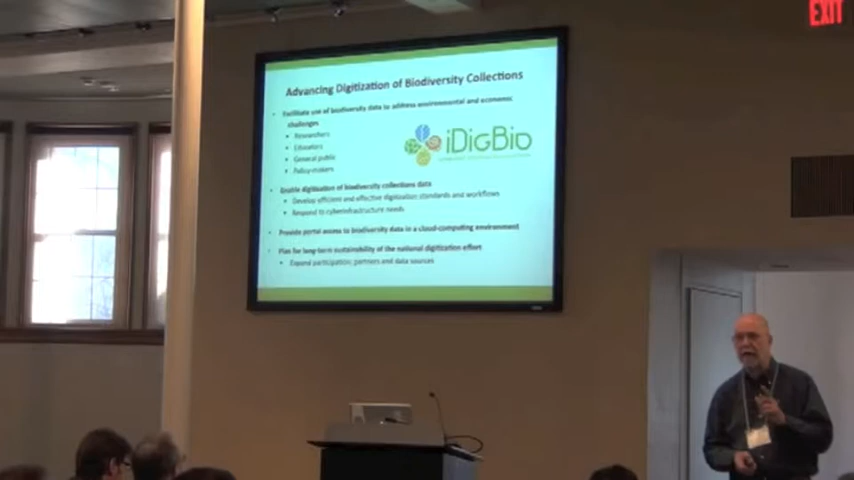 EXIT
Advancing Digitization of Biodiversity Collections
Facilitate use of biodiversity data to address environmental and economic
challenges
Researchers
Educators
General public
Policy-makers
iDigBio
Enable digitization of biodiversity collections data
Develop efficient and effective digitization standards and workflows
Respond to cyberinfrastructure needs
Provide portal access to biodiversity data in a cloud-computing environment
Plan for long-term sustainability of the national digitization effort
Expand participation: partners and data sources